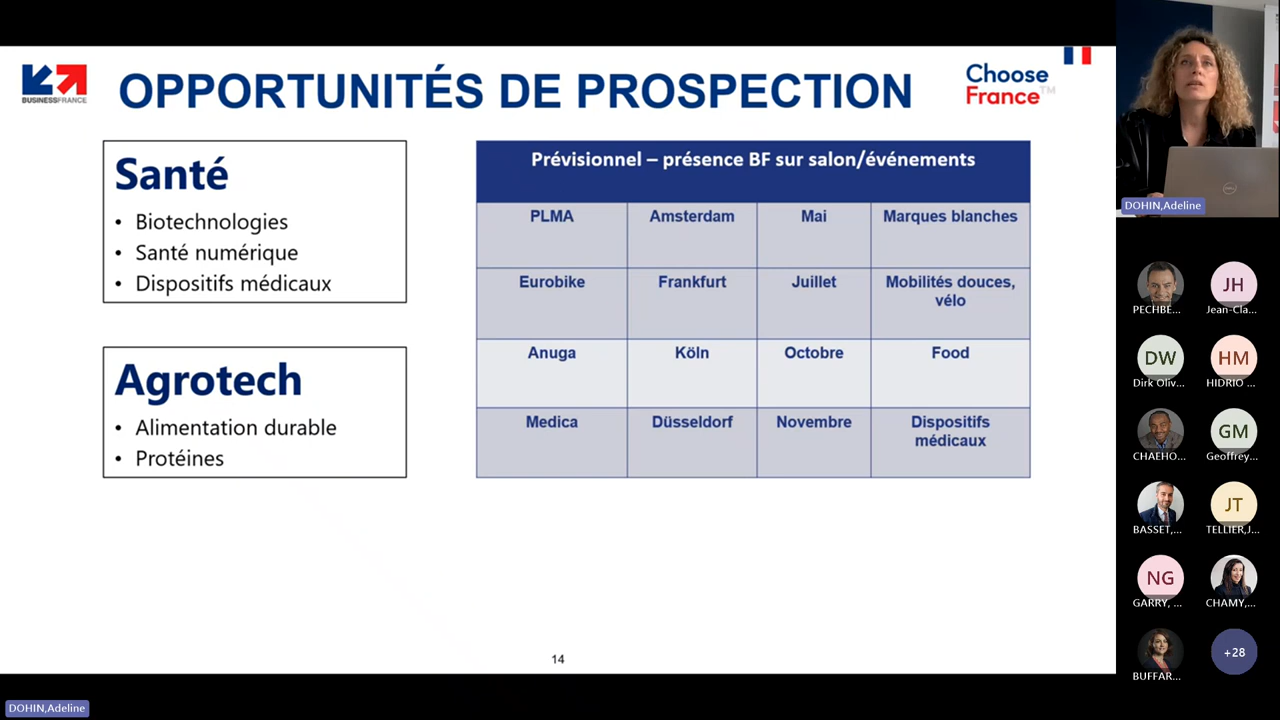 BUSINESSFRANCE
OPPORTUNITÉS DE PROSPECTION
Choose
France™
Santé
• Biotechnologies
• Santé numérique
• Dispositifs médicaux
Agrotech
• Alimentation durable
• Protéines
Prévisionnel – présence BF sur salon/événements
PLMA Amsterdam Mai Marques blanches
Eurobike Frankfurt Juillet Mobilités douces,
vélo
Anuga Köln Octobre Food
Medica Düsseldorf Novembre Dispositifs
médicaux
14
DOHIN,Adeline
DOHIN,Adeline
PECHBE...
JH
Jean-Cla...
DW
Dirk Oliv...
HM
HIDRIO ...
CHAEHO...
GM
Geoffrey...
BASSET,...
JT
TELLIER,J...
NG
GARRY, ...
CHAMY,...
BUFFAR...
+28